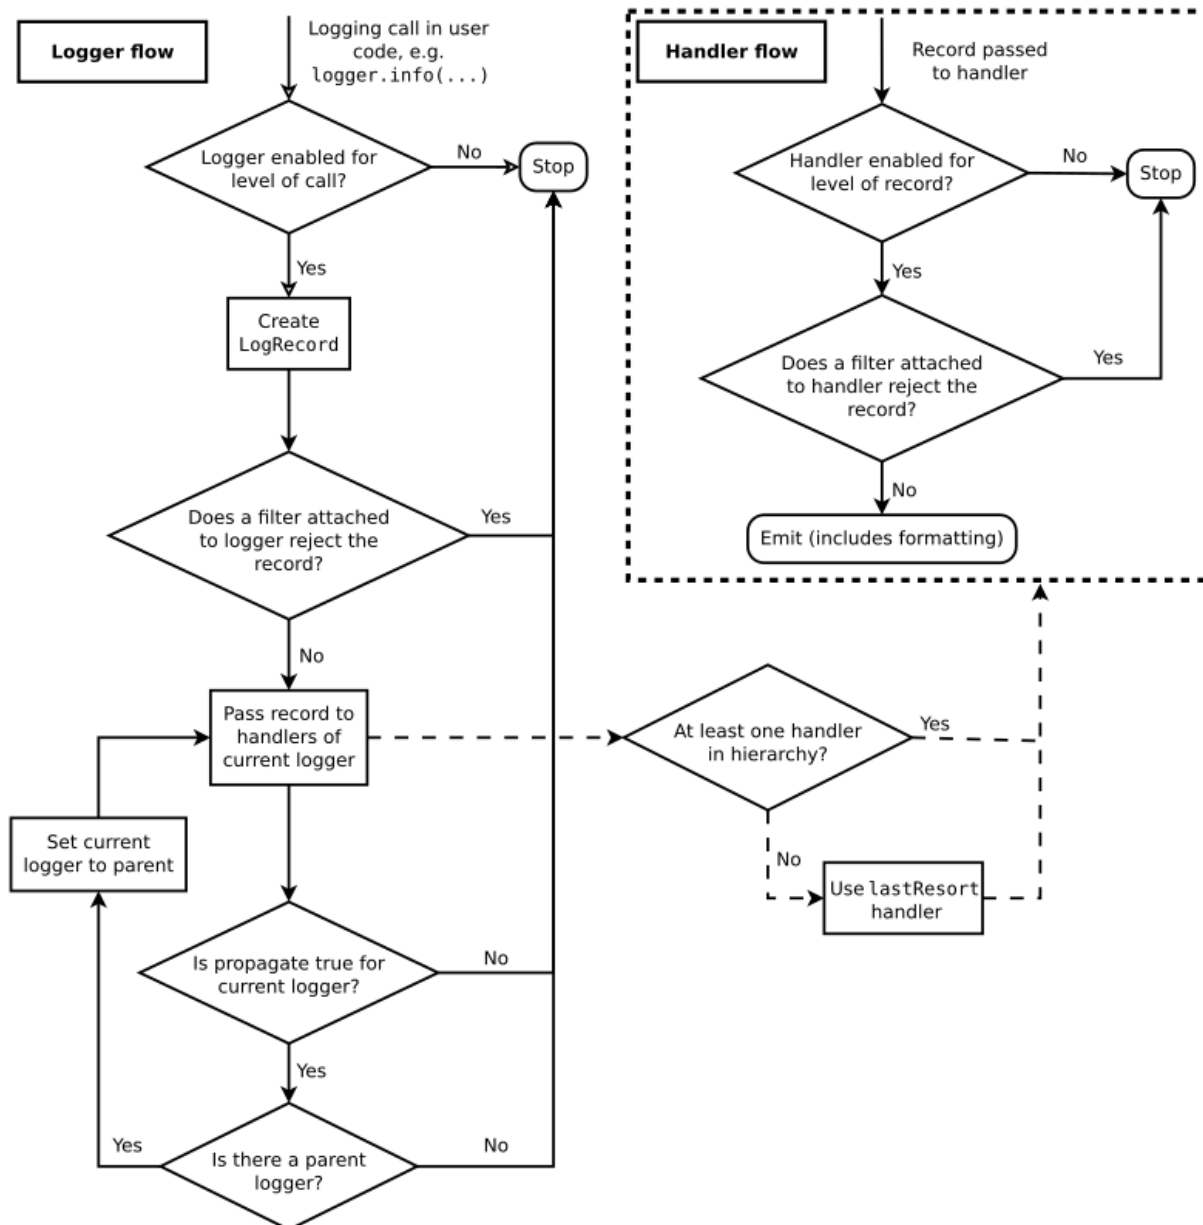 Logger flow
Logging call in user
code, e.g.
logger.info(...)
Logger enabled for
level of call?
No
Stop
Yes
Create
LogRecord
Does a filter attached
to logger reject the
record?
Yes
No
Pass record to
handlers of
current logger
Set current
logger to parent
Is propagate true for
current logger?
No
Yes
Is there a parent
logger?
Yes
No
Handler flow
Record passed
to handler
Handler enabled for
level of record?
No
Stop
Yes
Does a filter attached
to handler reject the
record?
Yes
No
Emit (includes formatting)
At least one handler
in hierarchy?
Yes
No
Use lastResort
handler